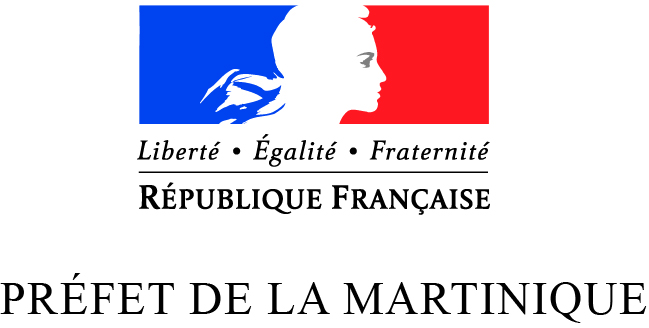 Liberté • Égalité • Fraternité
RÉPUBLIQUE FRANÇAISE
PRÉFET DE LA MARTINIQUE